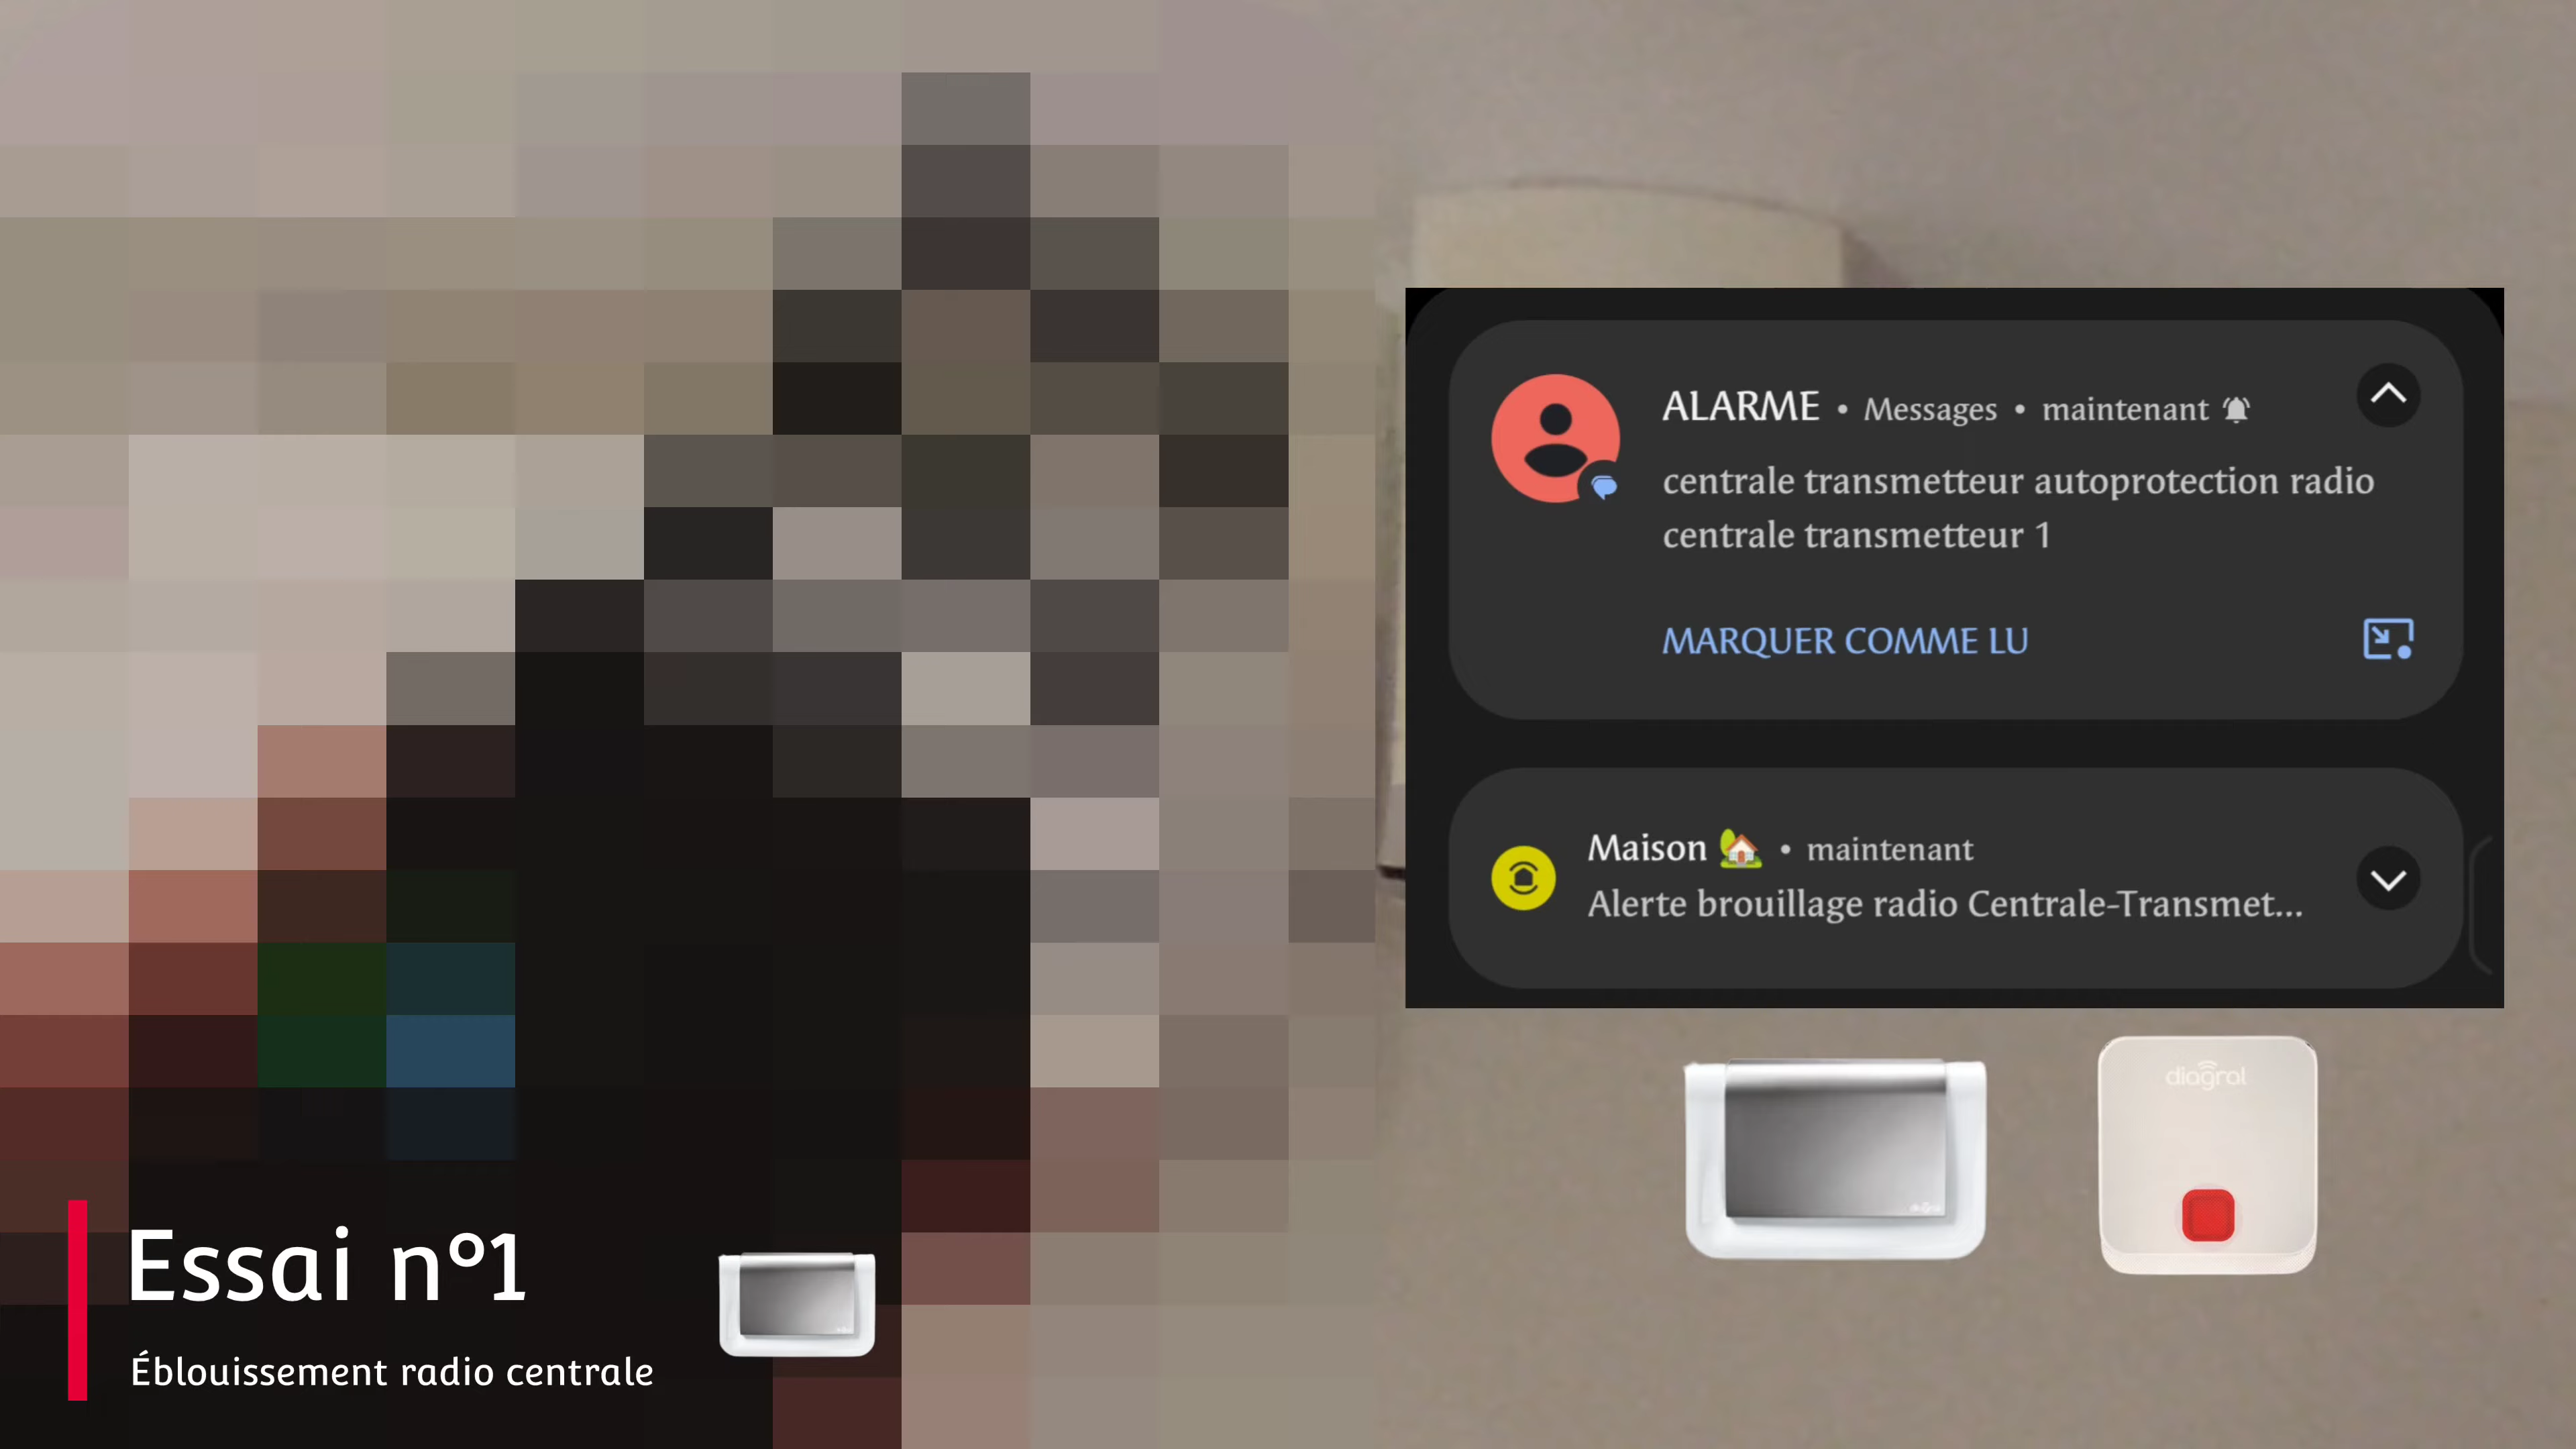 ALARME • Messages • maintenant
centrale transmetteur autoprotection radio
centrale transmetteur 1
MARQUER COMME LU
Maison 🏡 • maintenant
Alerte brouillage radio Centrale-Transmet...
diagral
Essai n°1
Éblouissement radio centrale